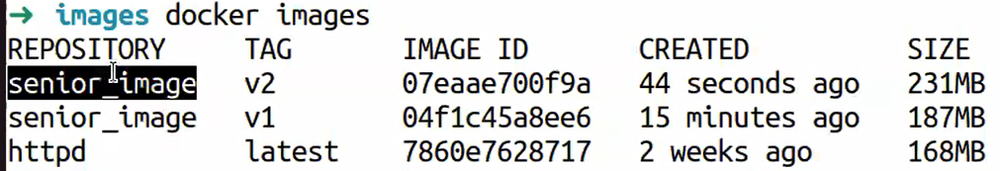 → images docker images
REPOSITORY TAG IMAGE ID CREATED SIZE
senior_image v2 07eaae700f9a 44 seconds ago 231MB
senior_image v1 04f1c45a8ee6 15 minutes ago 187MB
httpd latest 7860e7628717 2 weeks ago 168MB